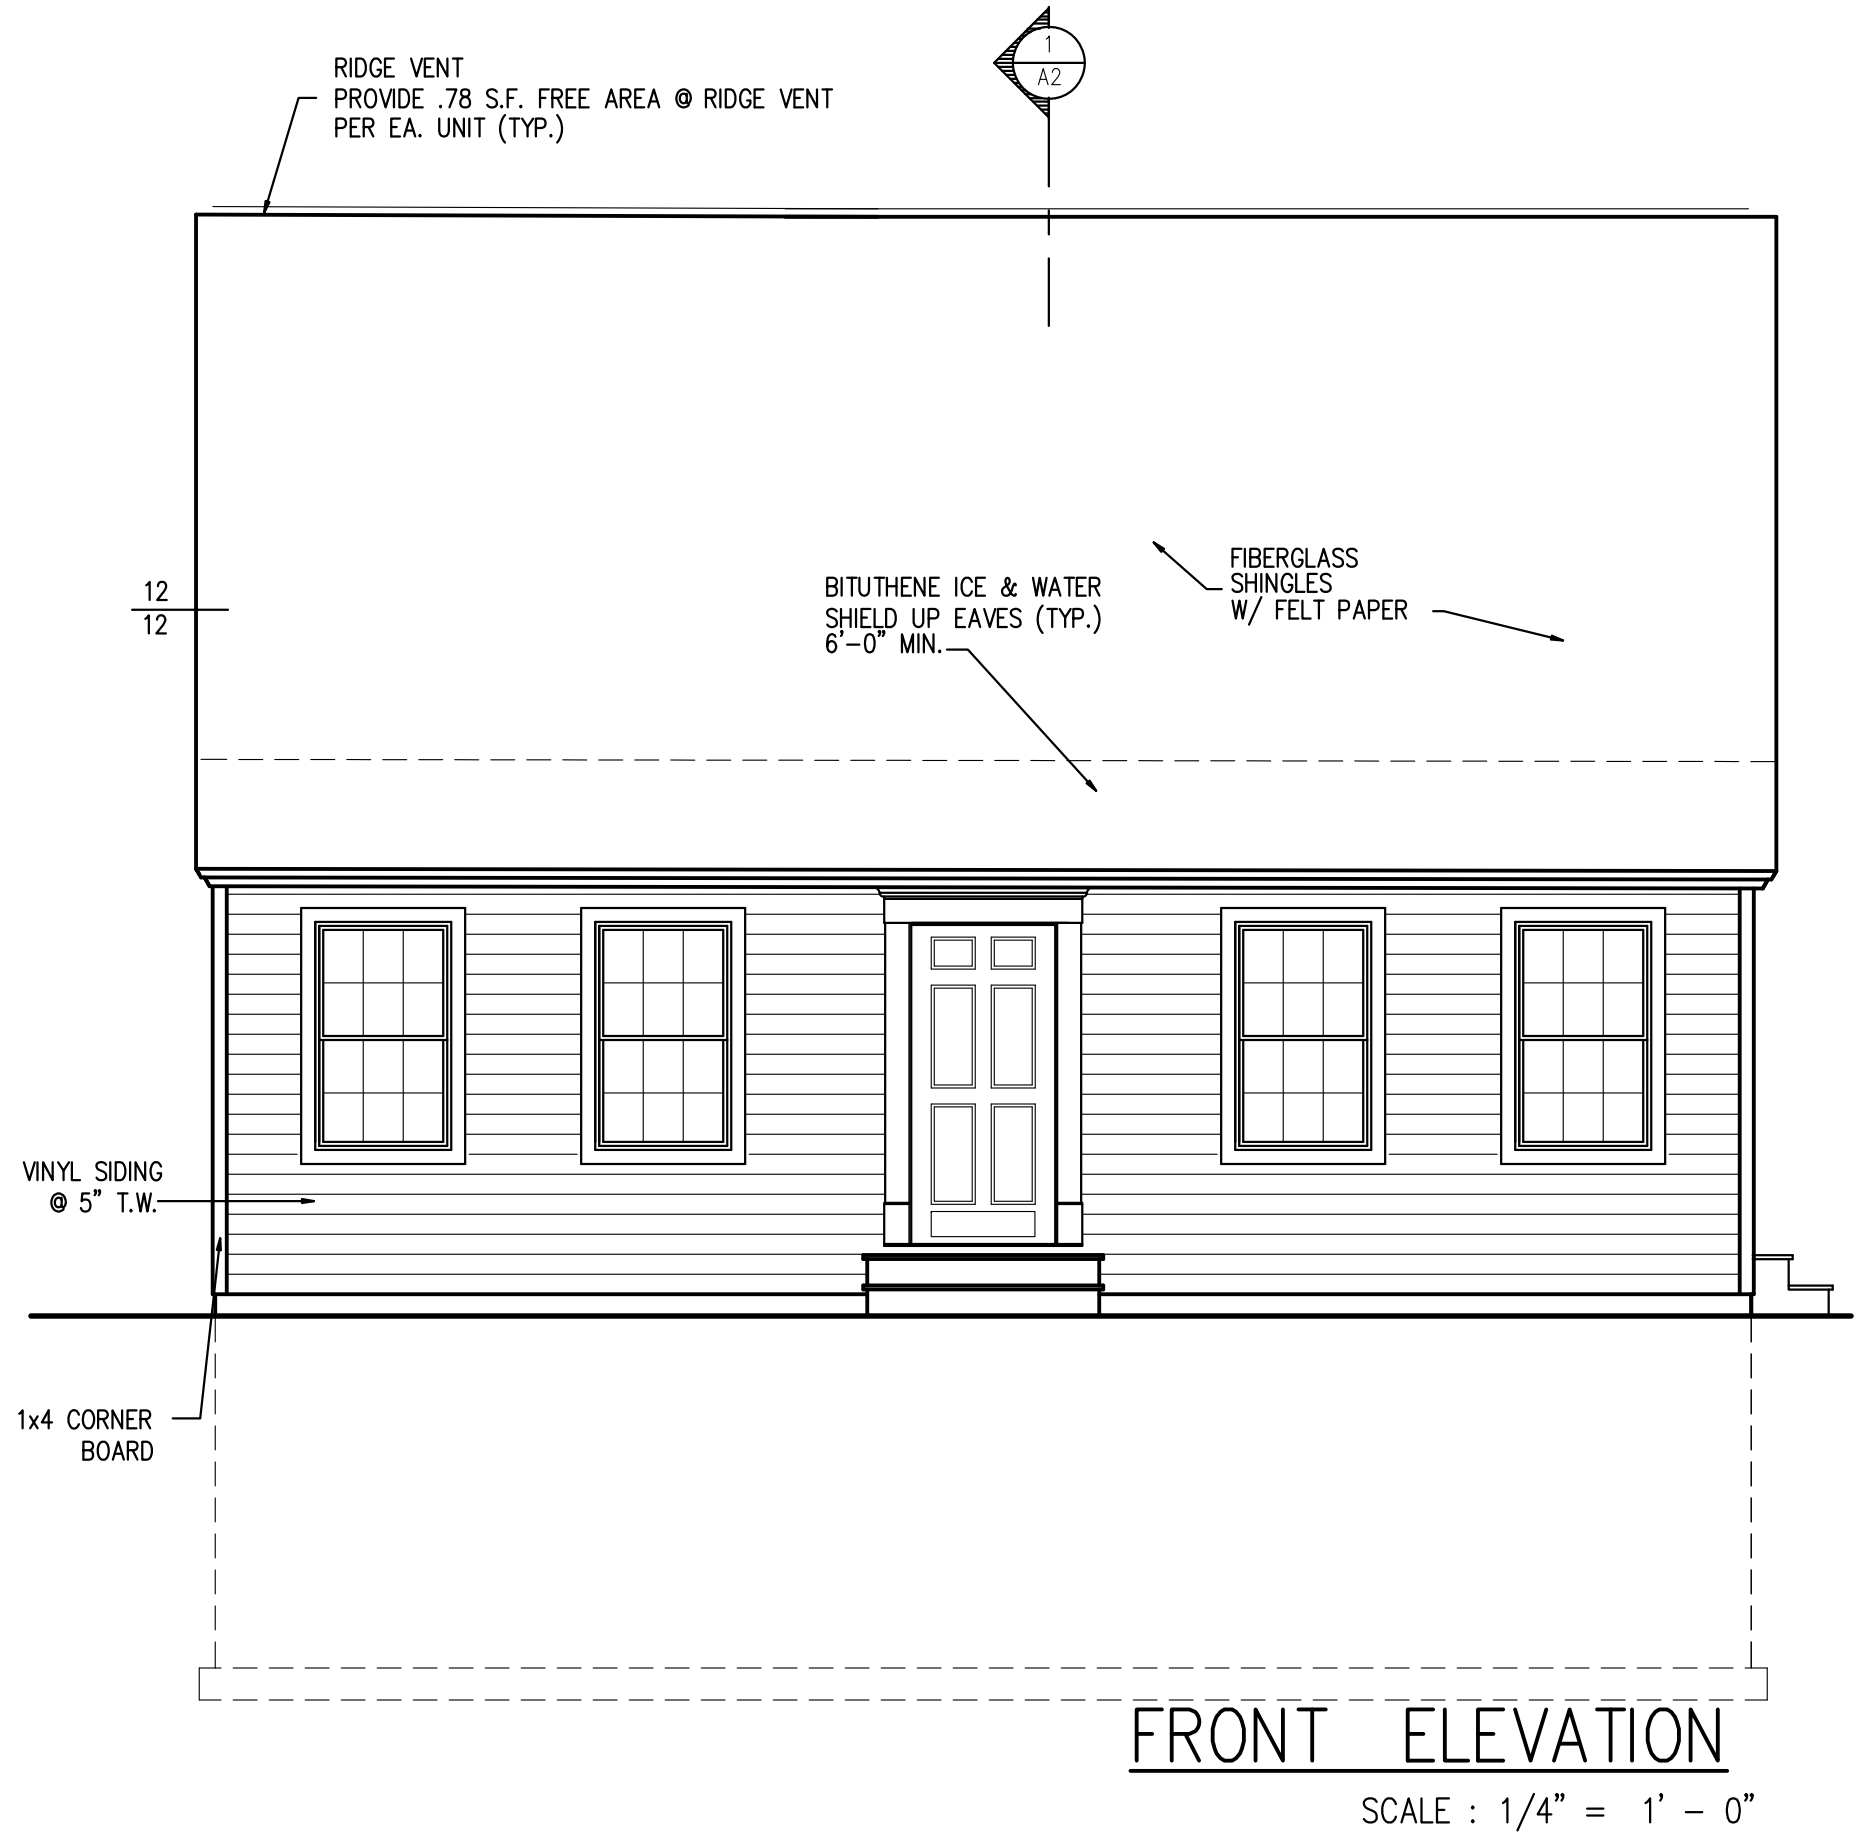 1
A2
RIDGE VENT
PROVIDE .78 S.F. FREE AREA @ RIDGE VENT
PER EA. UNIT (TYP.)
12
12
BITUTHENE ICE & WATER
SHIELD UP EAVES (TYP.)
6'-0" MIN.
FIBERGLASS
SHINGLES
W/ FELT PAPER
VINYL SIDING
@ 5" T.W.
1x4 CORNER
BOARD
FRONT ELEVATION
SCALE : 1/4" = 1' - 0"